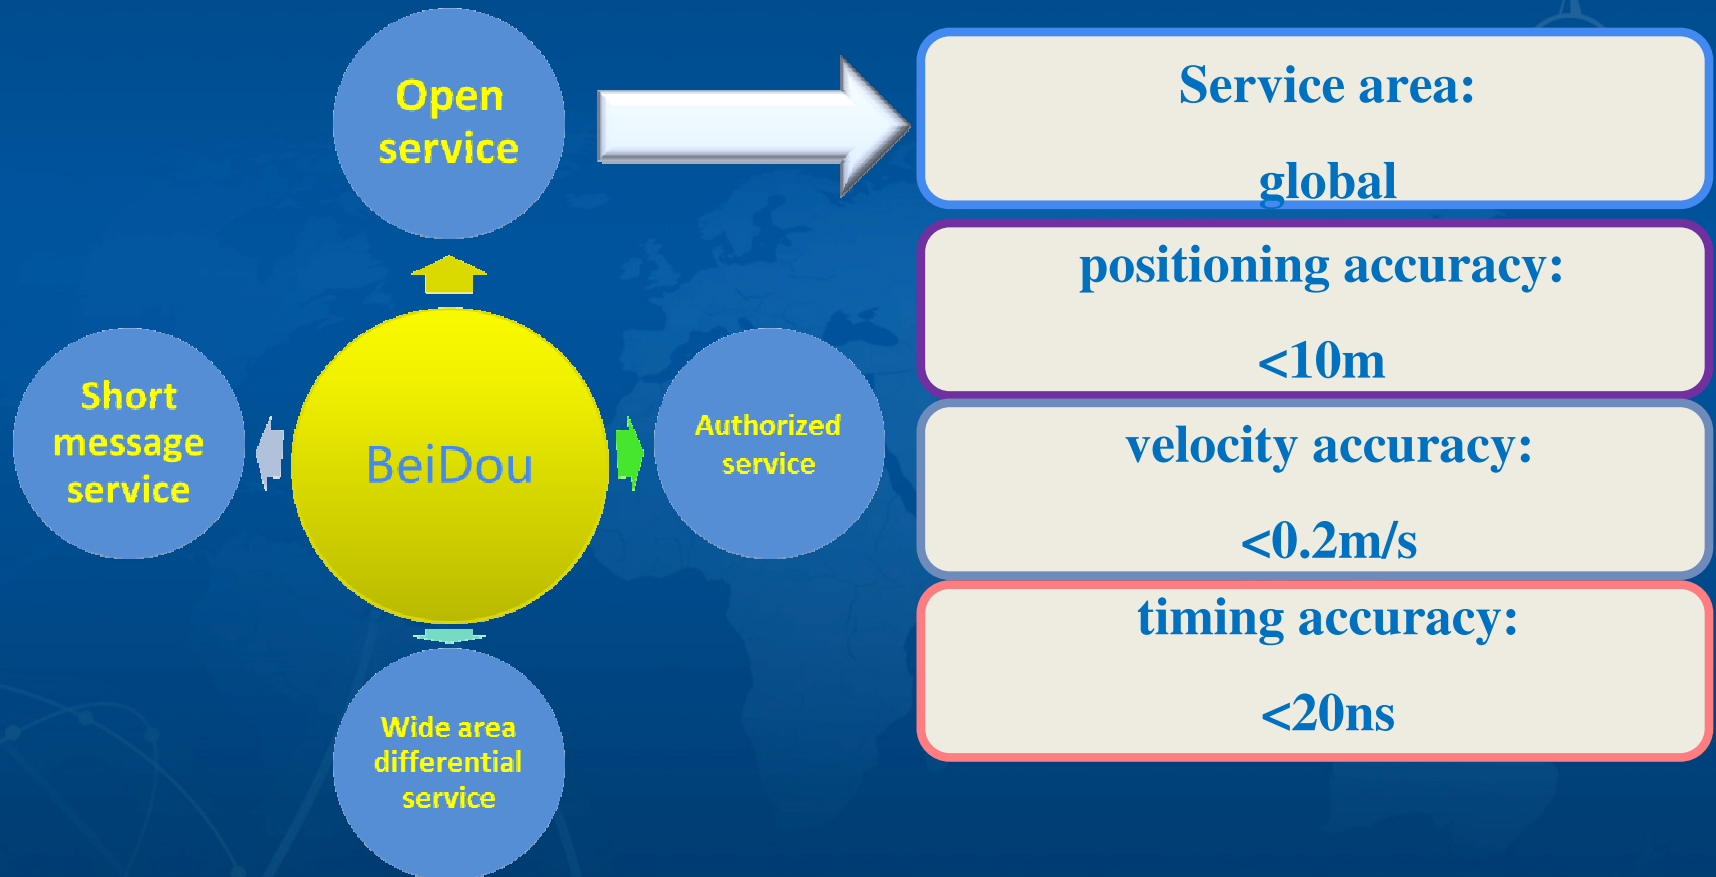 Open
service
Short
message
service
BeiDou
Authorized
service
Wide area
differential
service
Service area:
global
positioning accuracy:
<10m
velocity accuracy:
<0.2m/s
timing accuracy:
<20ns